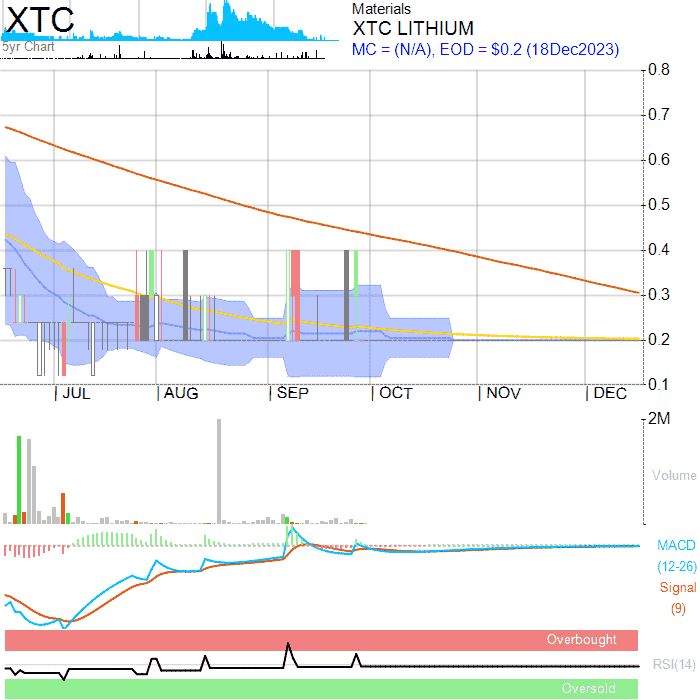 XTC
5yr Chart
Materials
XTC LITHIUM
MC = (N/A), EOD = $0.2 (18Dec2023)
0.8
0.7
0.6
0.5
0.4
0.3
0.2
0.1
JUL AUG SEP OCT NOV DEC
2M
Volume
MACD
(12-26)
Signal
(9)
Overbought
RSI(14)
Oversold